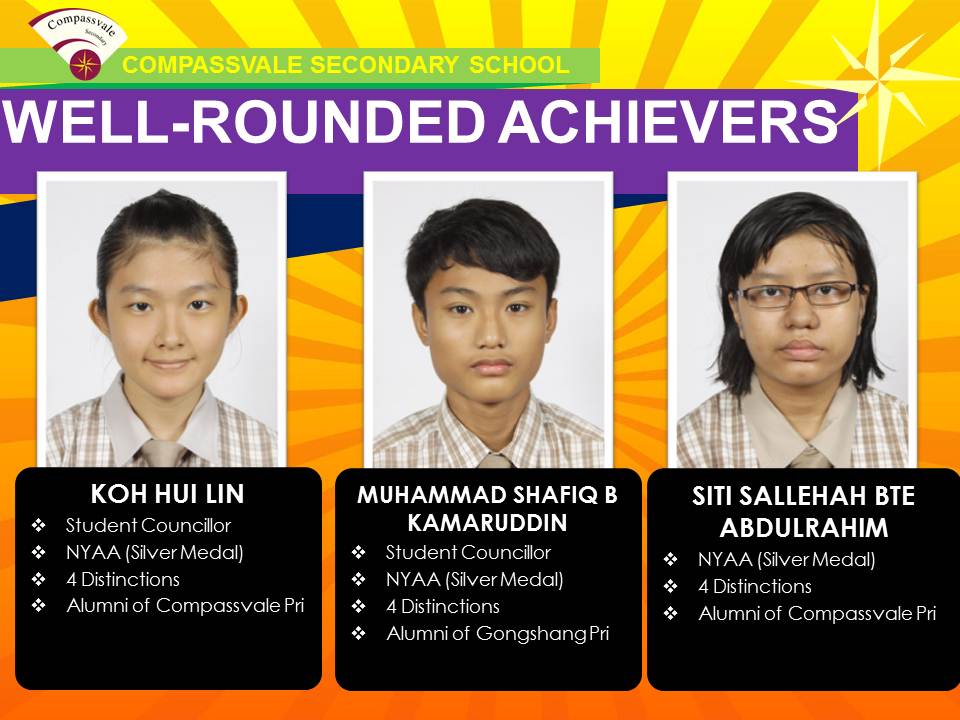 Compassvale
Secondary
COMPASSVALE SECONDARY SCHOOL
WELL-ROUNDED ACHIEVERS
KOH HUI LIN
❖ Student Councillor
❖ NYAA (Silver Medal)
❖ 4 Distinctions
❖ Alumni of Compassvale Pri
MUHAMMAD SHAFIQ B
KAMARUDDIN
❖ Student Councillor
❖ NYAA (Silver Medal)
❖ 4 Distinctions
❖ Alumni of Gongshang Pri
SITI SALLEHAH BTE
ABDULRAHIM
❖ NYAA (Silver Medal)
❖ 4 Distinctions
❖ Alumni of Compassvale Pri